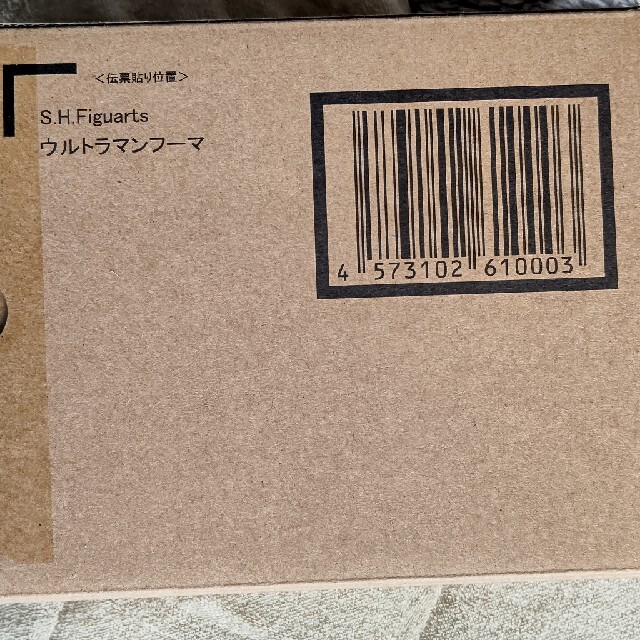 <伝票貼り位置>
S.H.Figuarts
ウルトラマンフーマ
4 573102 610003